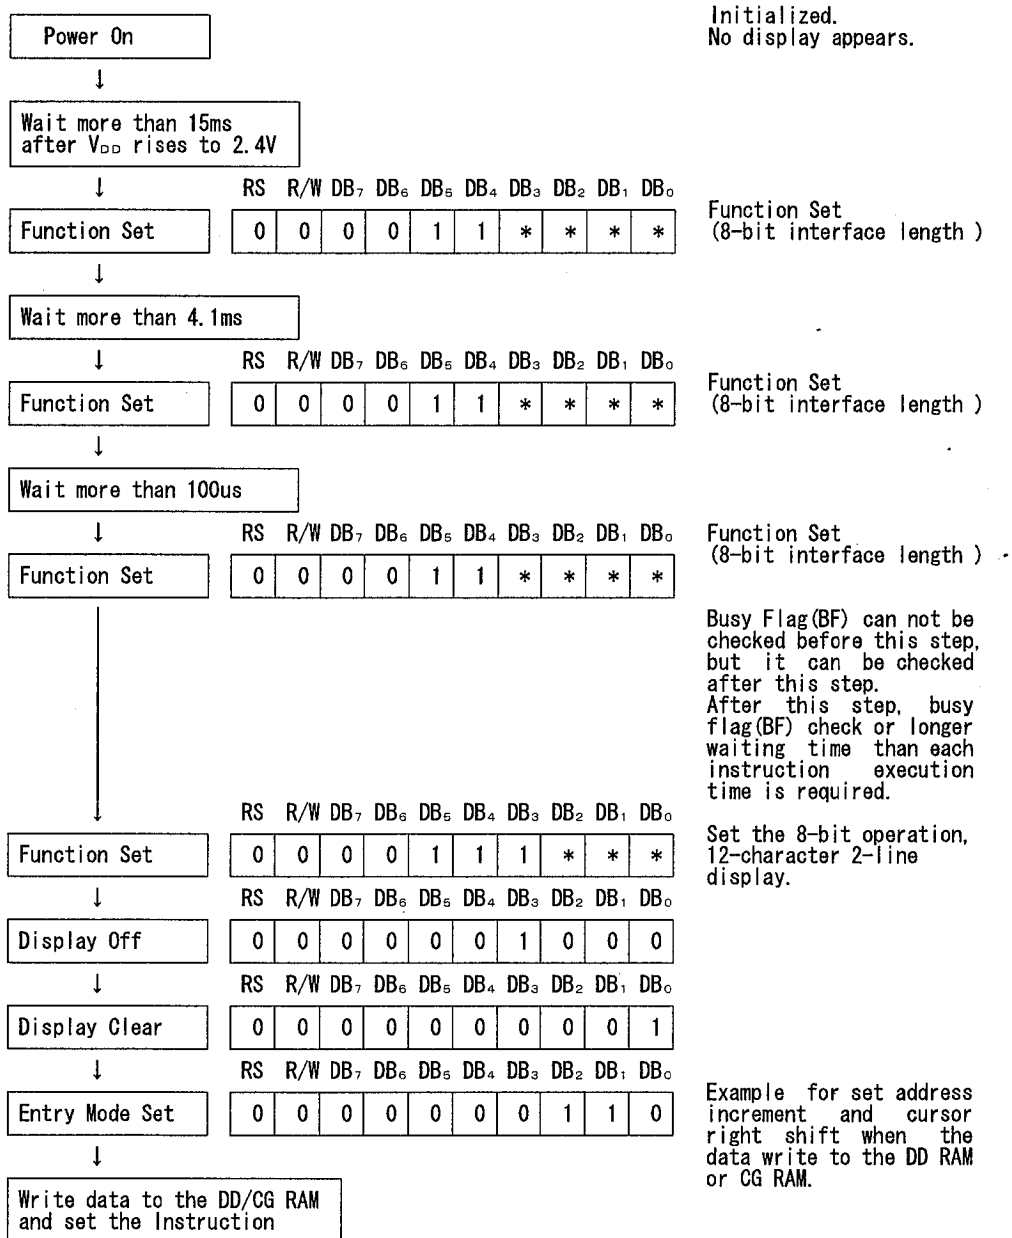 Power On
Initialized.
No display appears.
↓
Wait more than 15ms
after VDD rises to 2.4V
↓
RS R/W DB₇ DB₆ DB₅ DB₄ DB₃ DB₂ DB₁ DB₀
Function Set
0 0 0 0 1 1 * * * *
Function Set
(8-bit interface length )
↓
Wait more than 4.1ms
↓
RS R/W DB₇ DB₆ DB₅ DB₄ DB₃ DB₂ DB₁ DB₀
Function Set
0 0 0 0 1 1 * * * *
Function Set
(8-bit interface length )
↓
Wait more than 100us
↓
RS R/W DB₇ DB₆ DB₅ DB₄ DB₃ DB₂ DB₁ DB₀
Function Set
0 0 0 0 1 1 * * * *
Function Set
(8-bit interface length )
Busy Flag(BF) can not be
checked before this step,
but it can be checked
after this step.
After this step, busy
flag(BF) check or longer
waiting time than each
instruction execution
time is required.
↓
RS R/W DB₇ DB₆ DB₅ DB₄ DB₃ DB₂ DB₁ DB₀
Function Set
0 0 0 0 1 1 1 * * *
Set the 8-bit operation,
12-character 2-line
display.
↓
RS R/W DB₇ DB₆ DB₅ DB₄ DB₃ DB₂ DB₁ DB₀
Display Off
0 0 0 0 0 0 1 0 0 0
↓
RS R/W DB₇ DB₆ DB₅ DB₄ DB₃ DB₂ DB₁ DB₀
Display Clear
0 0 0 0 0 0 0 0 0 1
↓
RS R/W DB₇ DB₆ DB₅ DB₄ DB₃ DB₂ DB₁ DB₀
Entry Mode Set
0 0 0 0 0 0 0 1 1 0
Example for set address
increment and cursor
right shift when the
data write to the DD RAM
or CG RAM.
↓
Write data to the DD/CG RAM
and set the Instruction